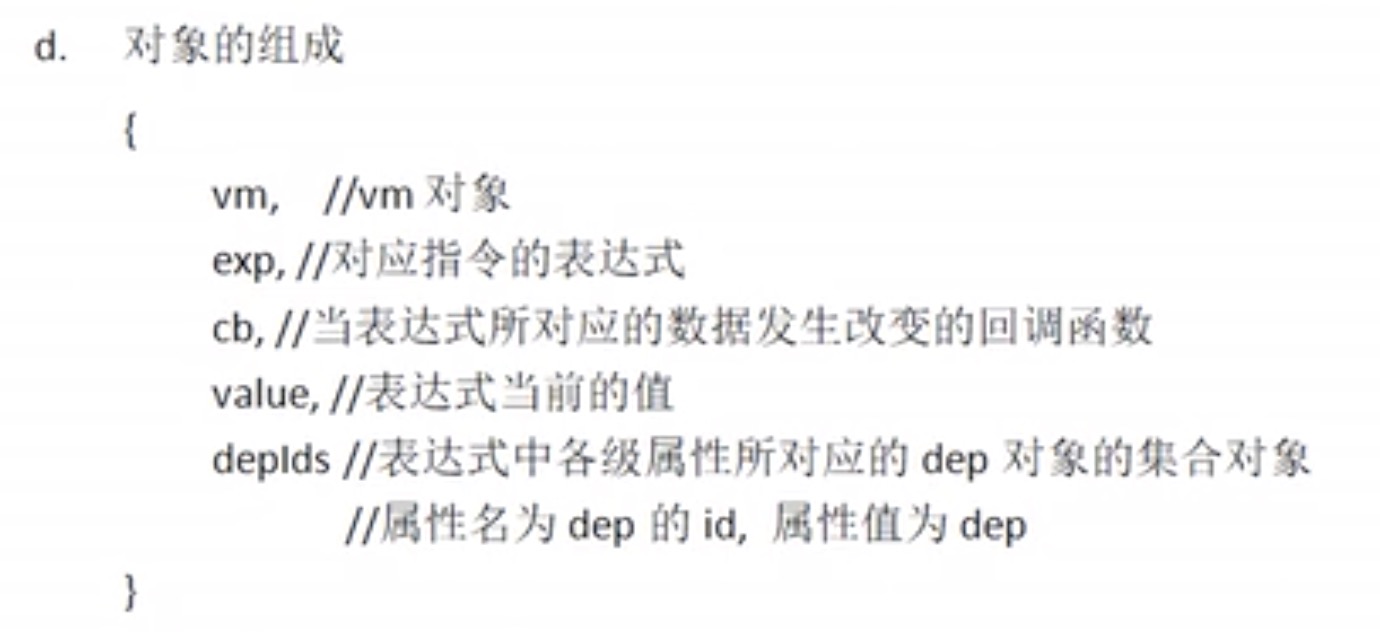 d. 对象的组成
{
vm, //vm 对象
exp, //对应指令的表达式
cb, //当表达式所对应的数据发生改变的回调函数
value, //表达式当前的值
depIds //表达式中各级属性所对应的 dep 对象的集合对象
//属性名为 dep 的 id, 属性值为 dep
}